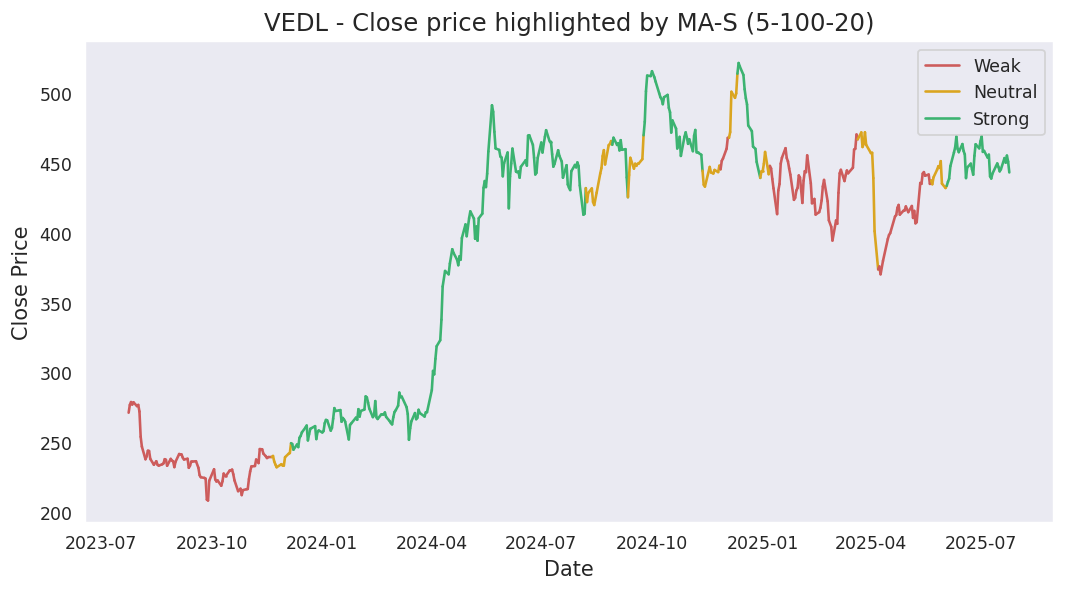 VEDL - Close price highlighted by MA-S (5-100-20)
Weak
Neutral
Strong
Close Price
500
450
400
350
300
250
200
2023-07 2023-10 2024-01 2024-04 2024-07 2024-10 2025-01 2025-04 2025-07
Date